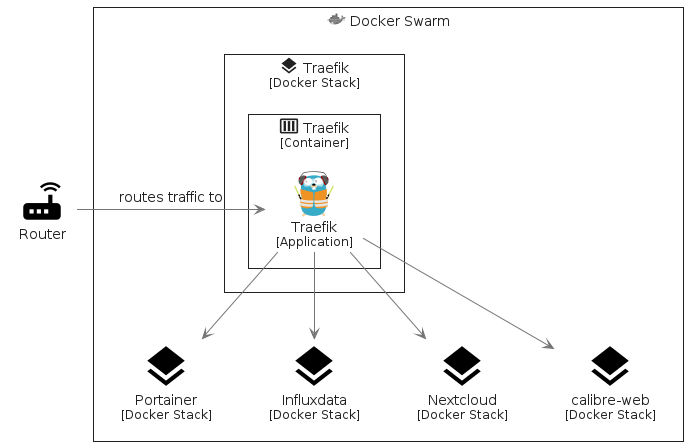 Docker Swarm
Traefik
[Docker Stack]
Traefik
[Container]
routes traffic to
Router
Traefik
[Application]
Portainer
[Docker Stack]
Influxdata
[Docker Stack]
Nextcloud
[Docker Stack]
calibre-web
[Docker Stack]